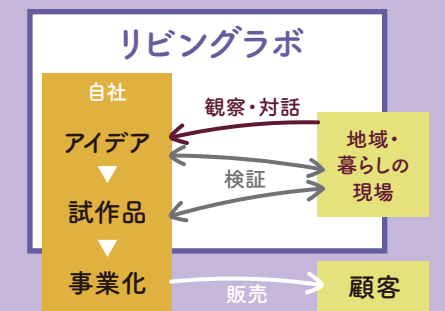 リビングラボ
自社
観察・対話
アイデア
地域・
暮らしの
現場
検証
試作品
事業化
販売
顧客